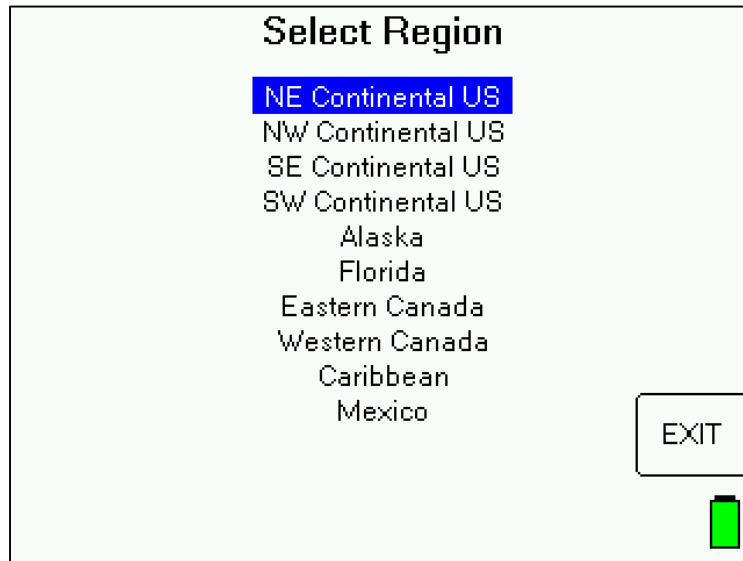 Select Region
NE Continental US
NW Continental US
SE Continental US
SW Continental US
Alaska
Florida
Eastern Canada
Western Canada
Caribbean
Mexico
EXIT